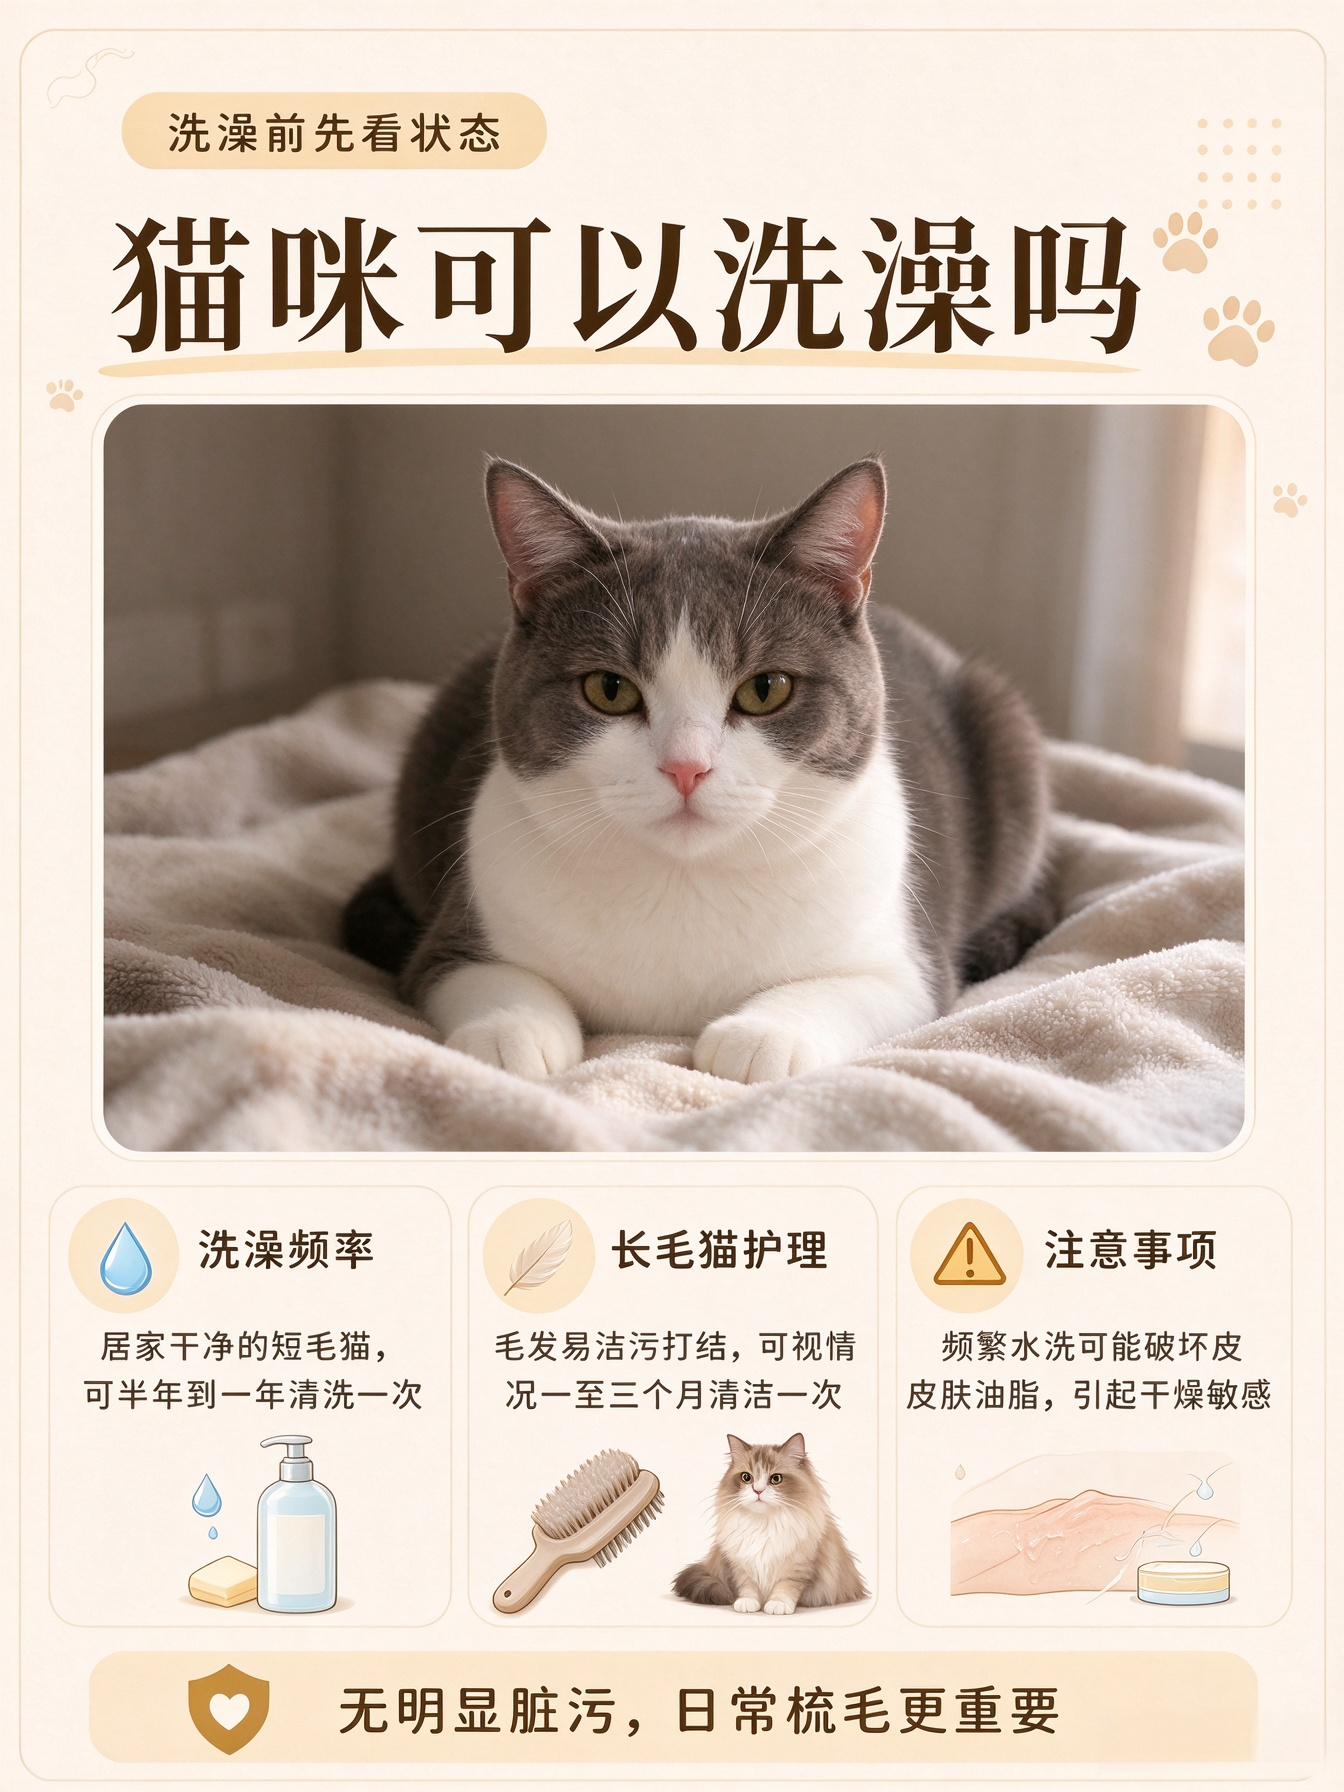 洗澡前先看状态
猫咪可以洗澡吗
洗澡频率
居家干净的短毛猫，
可半年到一年清洗一次
长毛猫护理
毛发易洁污打结，可视情
况一至三个月清洁一次
注意事项
频繁水洗可能破坏皮
皮肤油脂，引起干燥敏感
无明显脏污，日常梳毛更重要